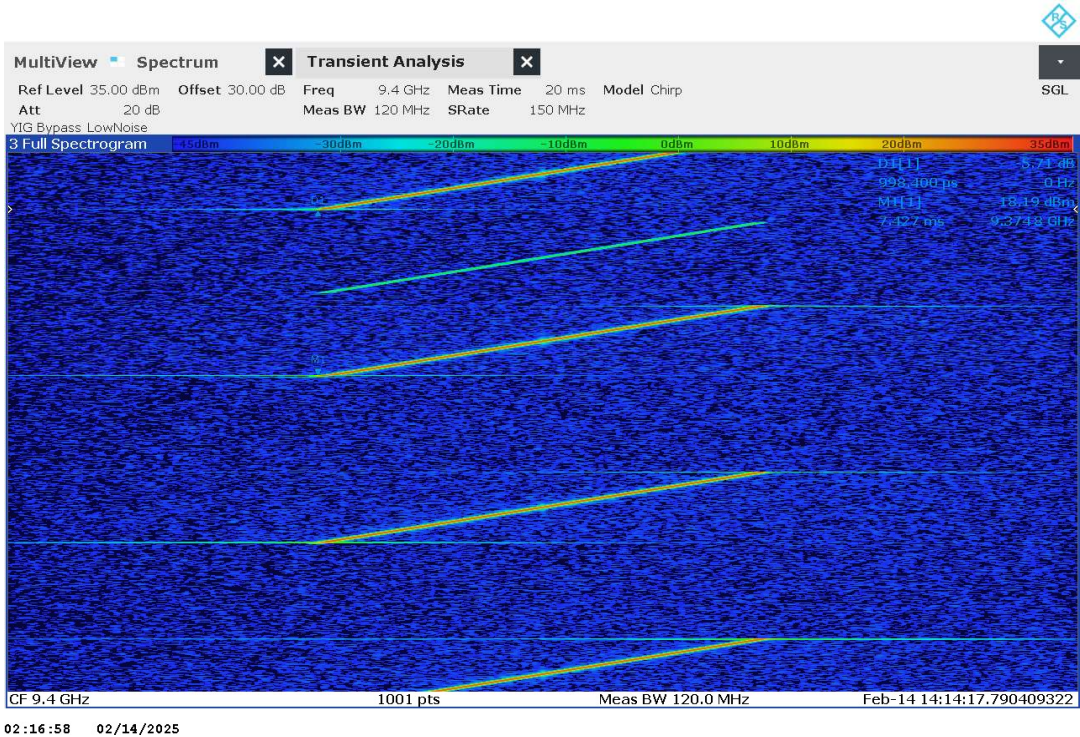 R&S
MultiView Spectrum X Transient Analysis X
Ref Level 35.00 dBm Offset 30.00 dB Freq 9.4 GHz Meas Time 20 ms Model Chirp SGL
Att 20 dB Meas BW 120 MHz SRate 150 MHz
YIG Bypass LowNoise
3 Full Spectrogram -45dBm -30dBm -20dBm -10dBm 0dBm 10dBm 20dBm 35dBm
D1[1] -5.71 dB
998.400 µs 0 Hz
M1[1] 18.19 dBm
7.427 ms 9.3748 GHz
D1
M1
CF 9.4 GHz 1001 pts Meas BW 120.0 MHz Feb-14 14:14:17.790409322
02:16:58 02/14/2025